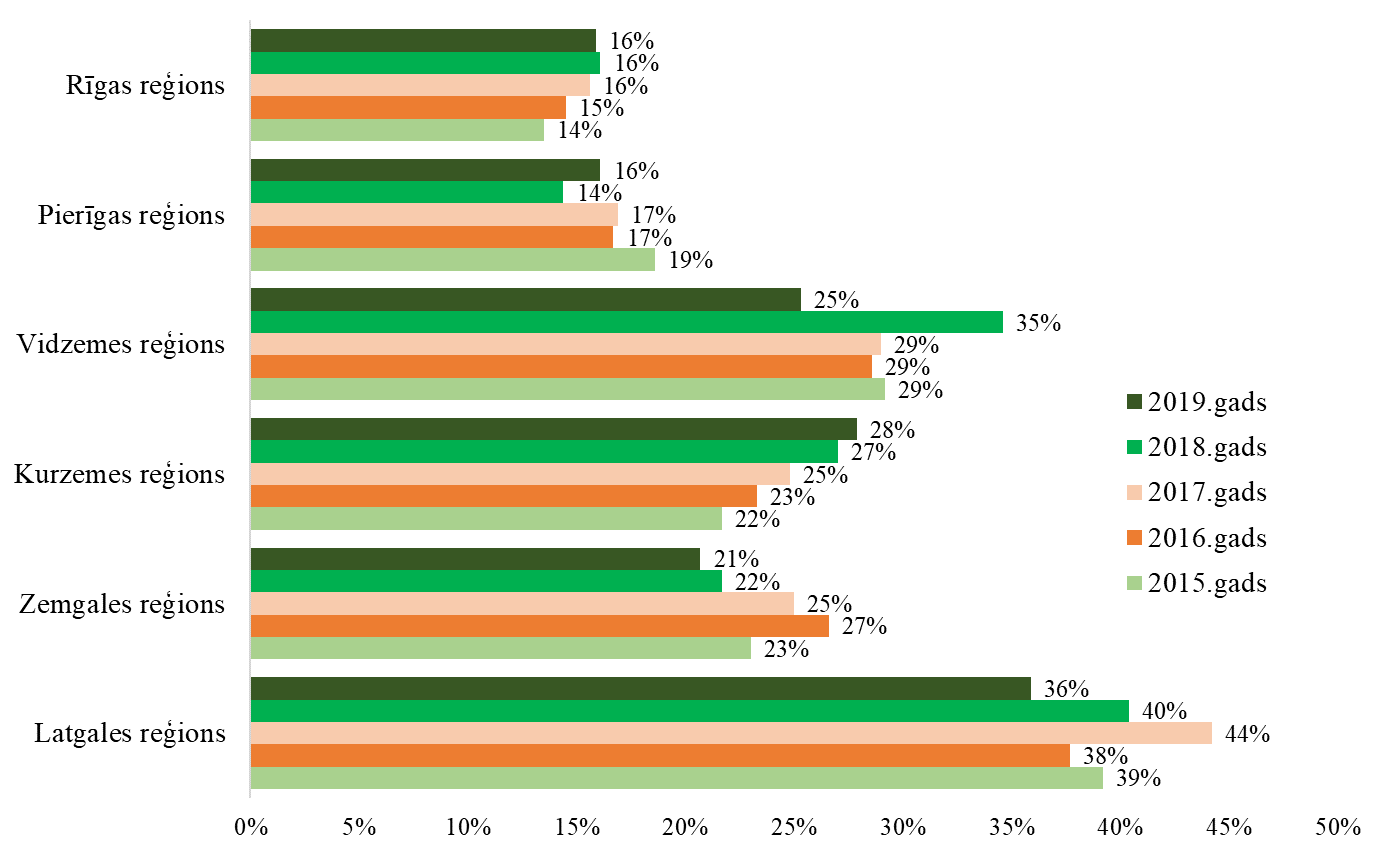 Rīgas reģions
16%
16%
16%
15%
14%
Pierīgas reģions
16%
14%
17%
17%
19%
Vidzemes reģions
25%
35%
29%
29%
29%
Kurzemes reģions
28%
27%
25%
23%
22%
Zemgales reģions
21%
22%
25%
27%
23%
Latgales reģions
36%
40%
44%
38%
39%
2019.gads
2018.gads
2017.gads
2016.gads
2015.gads
0% 5% 10% 15% 20% 25% 30% 35% 40% 45% 50%